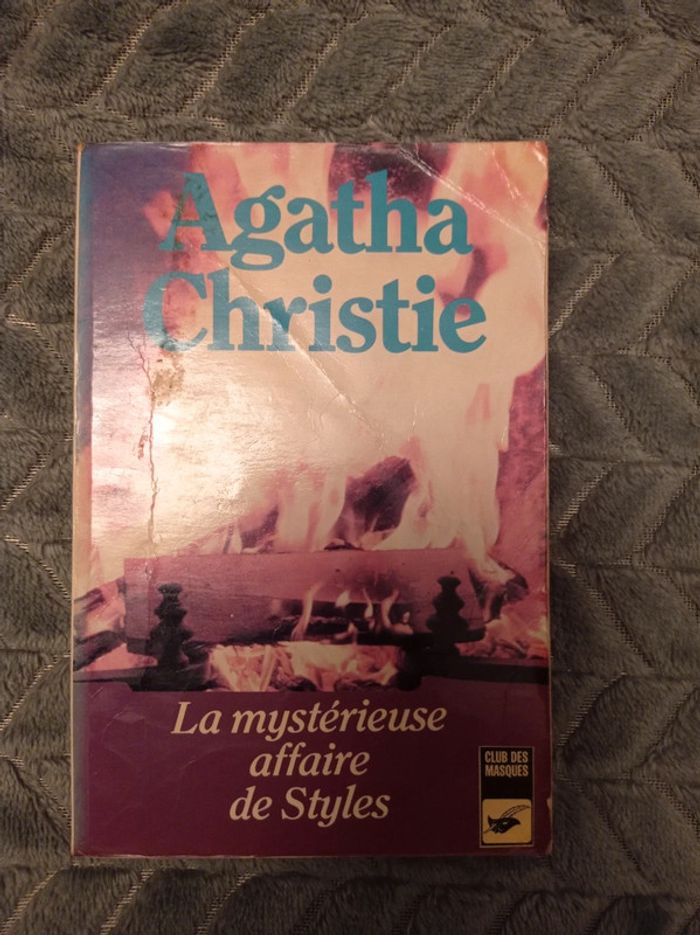 Agatha
Christie
La mystérieuse
affaire
de Styles
CLUB DES
MASQUES